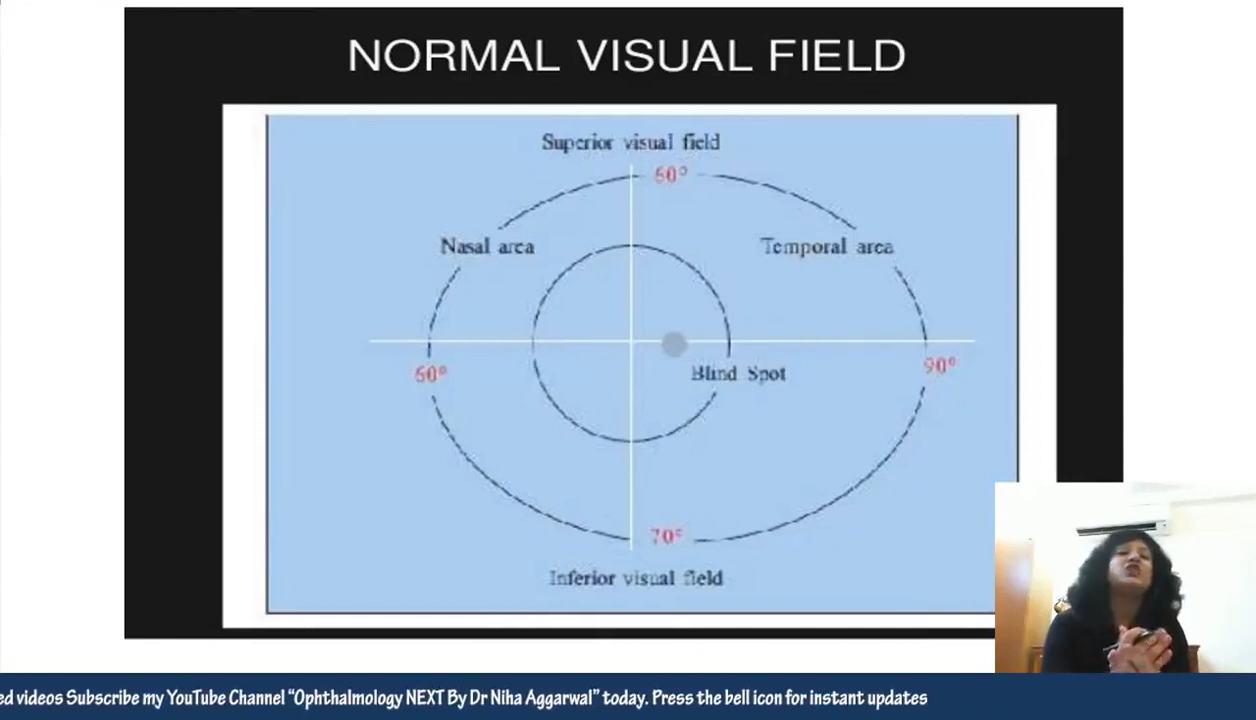 NORMAL VISUAL FIELD
Superior visual field
60°
Nasal area
Temporal area
Blind Spot
60°
90°
70°
Inferior visual field
ed videos Subscribe my YouTube Channel “Ophthalmology NEXT By Dr Niha Aggarwal” today. Press the bell icon for instant updates